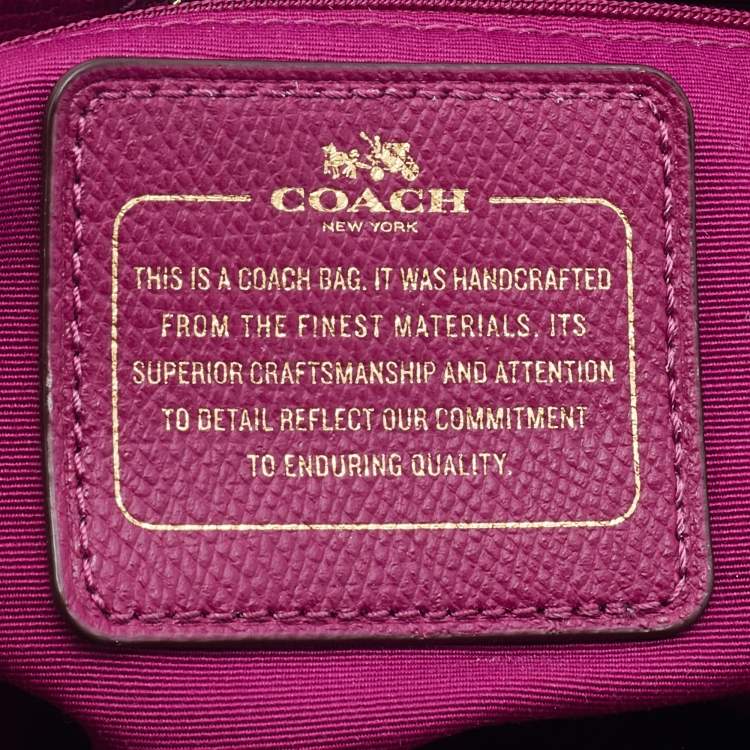 COACH
NEW YORK
THIS IS A COACH BAG. IT WAS HANDCRAFTED
FROM THE FINEST MATERIALS. ITS
SUPERIOR CRAFTSMANSHIP AND ATTENTION
TO DETAIL REFLECT OUR COMMITMENT
TO ENDURING QUALITY.